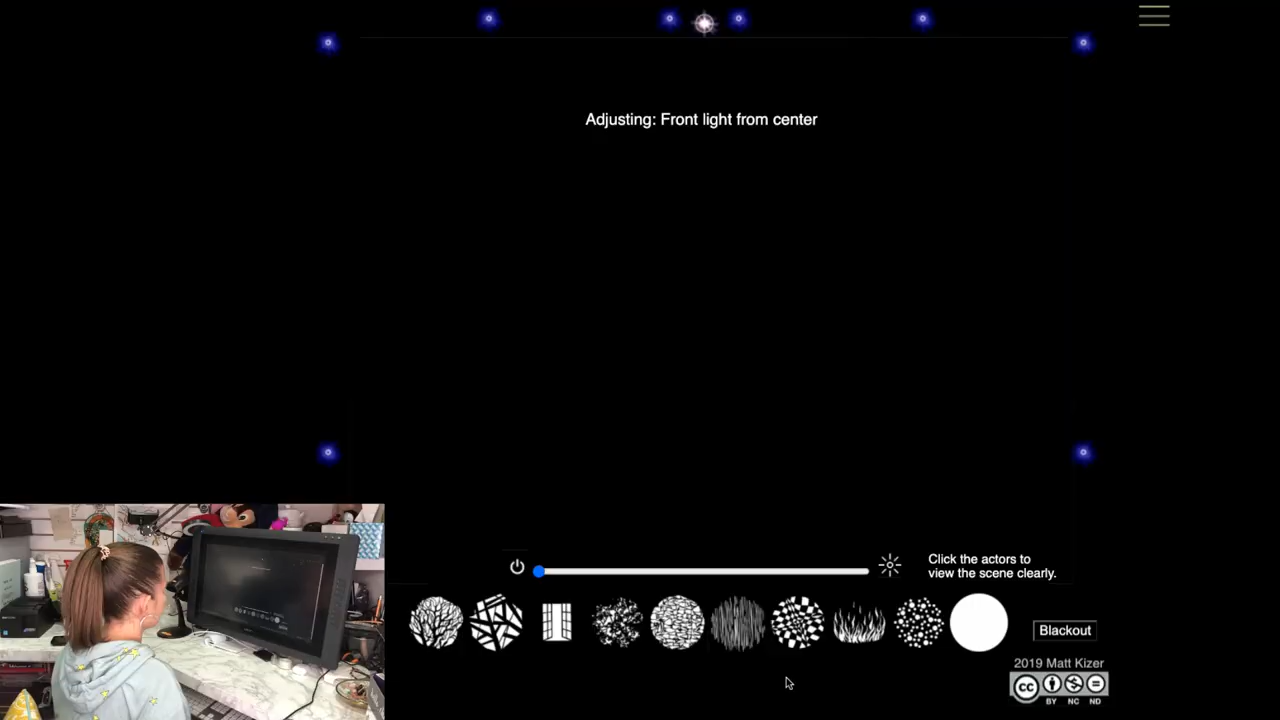 Adjusting: Front light from center
Click the actors to
view the scene clearly.
Blackout
2019 Matt Kizer
CC
BY NC ND